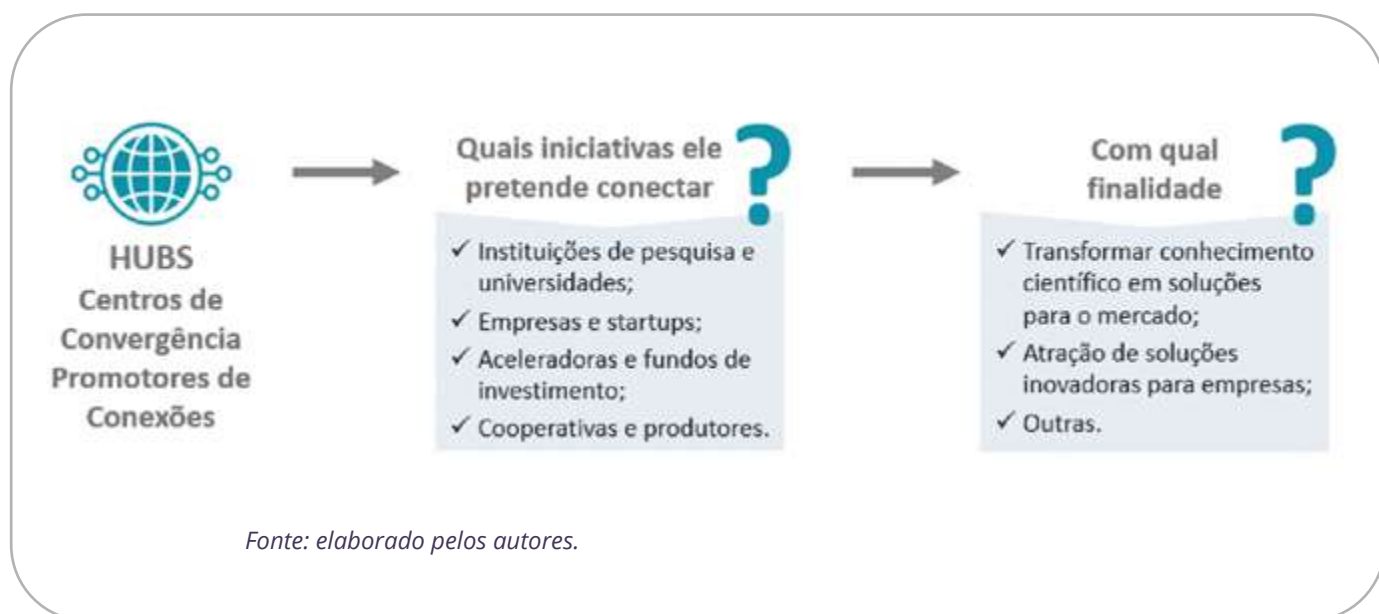 HUBS
Centros de
Convergência
Promotores de
Conexões
Quais iniciativas ele
pretende conectar
?
✓ Instituições de pesquisa e
universidades;
✓ Empresas e startups;
✓ Aceleradoras e fundos de
investimento;
✓ Cooperativas e produtores.
Com qual
finalidade
?
✓ Transformar conhecimento
científico em soluções
para o mercado;
✓ Atração de soluções
inovadoras para empresas;
✓ Outras.
Fonte: elaborado pelos autores.